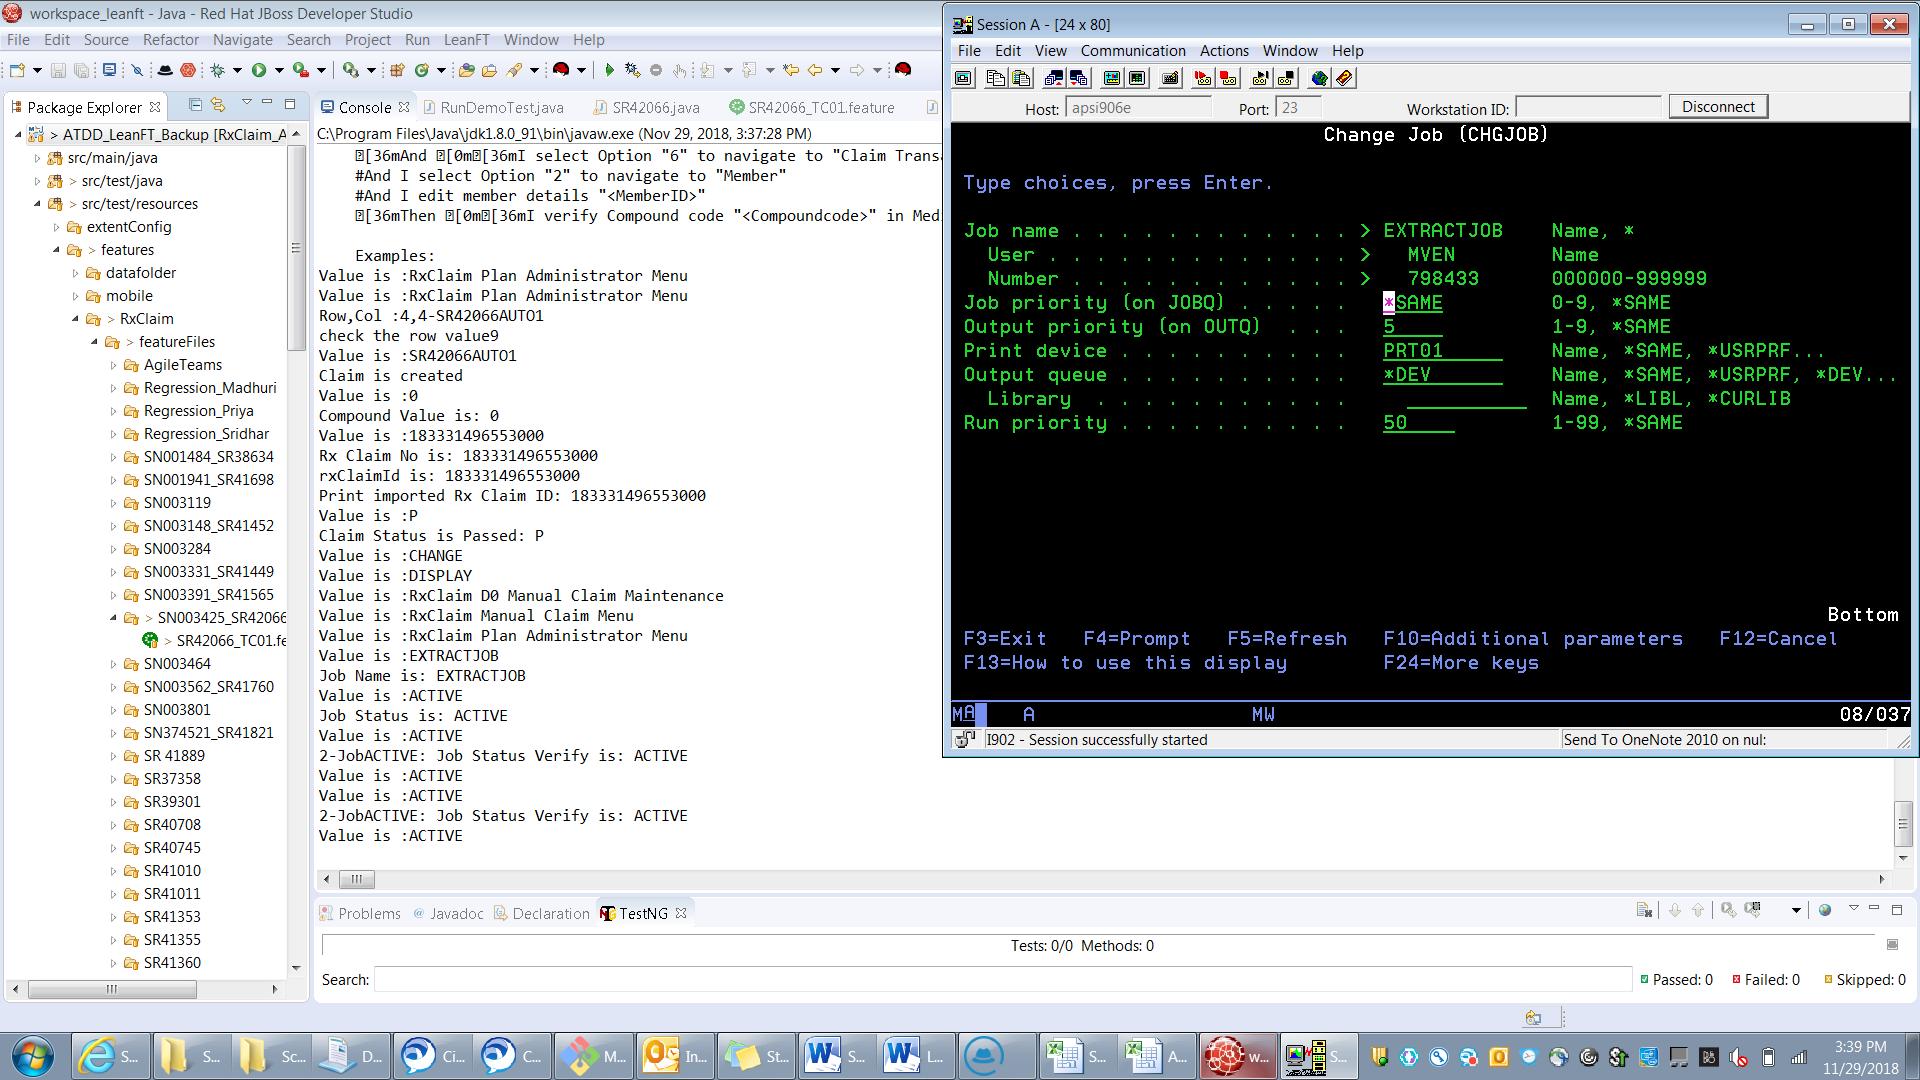 workspace_leanft - Java - Red Hat JBoss Developer Studio
File Edit Source Refactor Navigate Search Project Run LeanFT Window Help
Package Explorer
ATDD_LeanFT_Backup [RxClaim_A
src/main/java
> src/test/java
> src/test/resources
extentConfig
> features
datafolder
mobile
> RxClaim
> featureFiles
AgileTeams
Regression_Madhuri
Regression_Priya
Regression_Sridhar
SN001484_SR38634
SN001941_SR41698
SN003119
SN003148_SR41452
SN003284
SN003331_SR41449
SN003391_SR41565
> SN003425_SR42066
> SR42066_TC01.fe
SN003464
SN003562_SR41760
SN003801
SN374521_SR41821
SR 41889
SR37358
SR39301
SR40708
SR40745
SR41010
SR41011
SR41353
SR41355
SR41360
Console RunDemoTest.java SR42066.java SR42066_TC01.feature
C:\Program Files\Java\jdk1.8.0_91\bin\javaw.exe (Nov 29, 2018, 3:37:28 PM)
[36mAnd [0m[36mI select Option "6" to navigate to "Claim Transa
#And I select Option "2" to navigate to "Member"
#And I edit member details "<MemberID>"
[36mThen [0m[36mI verify Compound code "<Compoundcode>" in Med
Examples:
Value is :RxClaim Plan Administrator Menu
Value is :RxClaim Plan Administrator Menu
Row,Col :4,4-SR42066AUTO1
check the row value9
Value is :SR42066AUTO1
Claim is created
Value is :0
Compound Value is: 0
Value is :183331496553000
Rx Claim No is: 183331496553000
rxClaimId is: 183331496553000
Print imported Rx Claim ID: 183331496553000
Value is :P
Claim Status is Passed: P
Value is :CHANGE
Value is :DISPLAY
Value is :RxClaim D0 Manual Claim Maintenance
Value is :RxClaim Manual Claim Menu
Value is :RxClaim Plan Administrator Menu
Value is :EXTRACTJOB
Job Name is: EXTRACTJOB
Value is :ACTIVE
Job Status is: ACTIVE
Value is :ACTIVE
2-JobACTIVE: Job Status Verify is: ACTIVE
Value is :ACTIVE
Value is :ACTIVE
2-JobACTIVE: Job Status Verify is: ACTIVE
Value is :ACTIVE
Problems @ Javadoc Declaration TestNG
Tests: 0/0 Methods: 0
Search: Passed: 0 Failed: 0 Skipped: 0
Session A - [24 x 80]
File Edit View Communication Actions Window Help
Host: apsi906e Port: 23 Workstation ID: Disconnect
Change Job (CHGJOB)
Type choices, press Enter.
Job name . . . . . . . . . . . . > EXTRACTJOB Name, *
User . . . . . . . . . . . . . > MVEN Name
Number . . . . . . . . . . . . > 798433 000000-999999
Job priority (on JOBQ) . . . . . *SAME 0-9, *SAME
Output priority (on OUTQ) . . . 5 1-9, *SAME
Print device . . . . . . . . . . PRT01 Name, *SAME, *USRPRF...
Output queue . . . . . . . . . . *DEV Name, *SAME, *USRPRF, *DEV...
Library . . . . . . . . . . . Name, *LIBL, *CURLIB
Run priority . . . . . . . . . . 50 1-99, *SAME
Bottom
F3=Exit F4=Prompt F5=Refresh F10=Additional parameters F12=Cancel
F13=How to use this display F24=More keys
MA A MW 08/037
I902 - Session successfully started Send To OneNote 2010 on nul:
S... S... Sc... D... Ci... C... M... In... St... S... L... S... A... w... S...
3:39 PM
11/29/2018